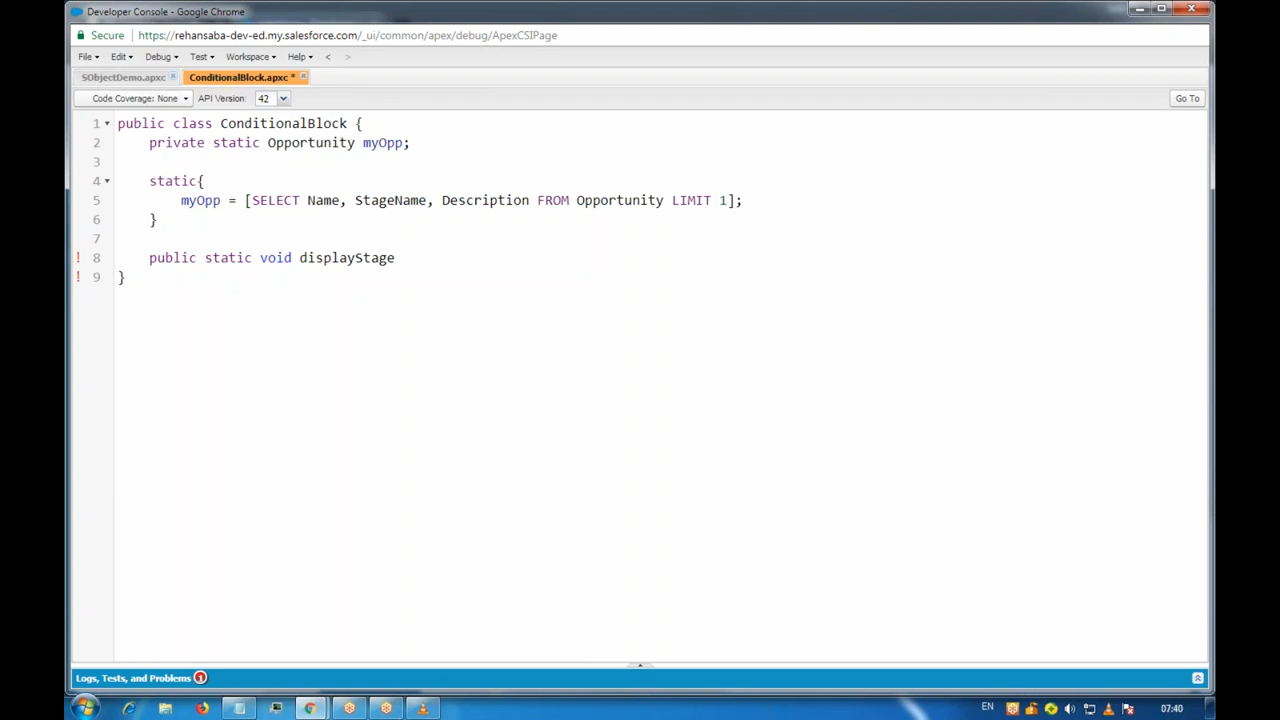 Developer Console - Google Chrome
Secure | https://rehansaba-dev-ed.my.salesforce.com/_ui/common/apex/debug/ApexCSIPage
File Edit Debug Test Workspace Help < >
SObjectDemo.apxc ConditionalBlock.apxc *
Code Coverage: None API Version: 42 Go To
1 public class ConditionalBlock {
2 private static Opportunity myOpp;
3
4 static{
5 myOpp = [SELECT Name, StageName, Description FROM Opportunity LIMIT 1];
6 }
7
! 8 public static void displayStage
! 9 }
Logs, Tests, and Problems 1
EN 07:40